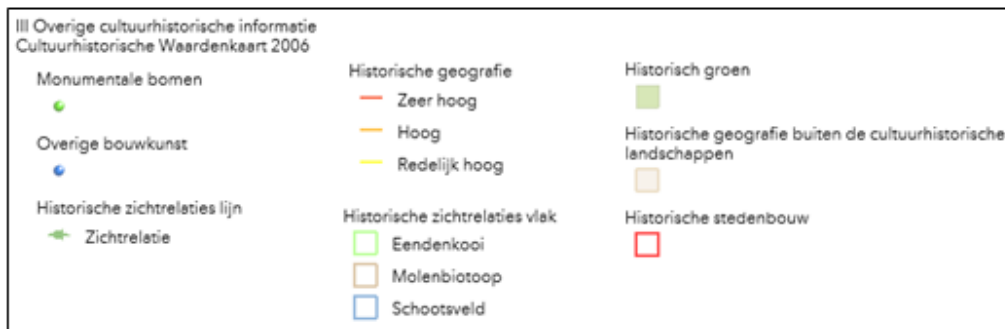 III Overige cultuurhistorische informatie
Cultuurhistorische Waardenkaart 2006
Monumentale bomen
Overige bouwkunst
Historische zichtrelaties lijn
Zichtrelatie
Historische geografie
Zeer hoog
Hoog
Redelijk hoog
Historische zichtrelaties vlak
Eendenkooi
Molenbiotoop
Schootsveld
Historisch groen
Historische geografie buiten de cultuurhistorische
landschappen
Historische stedenbouw